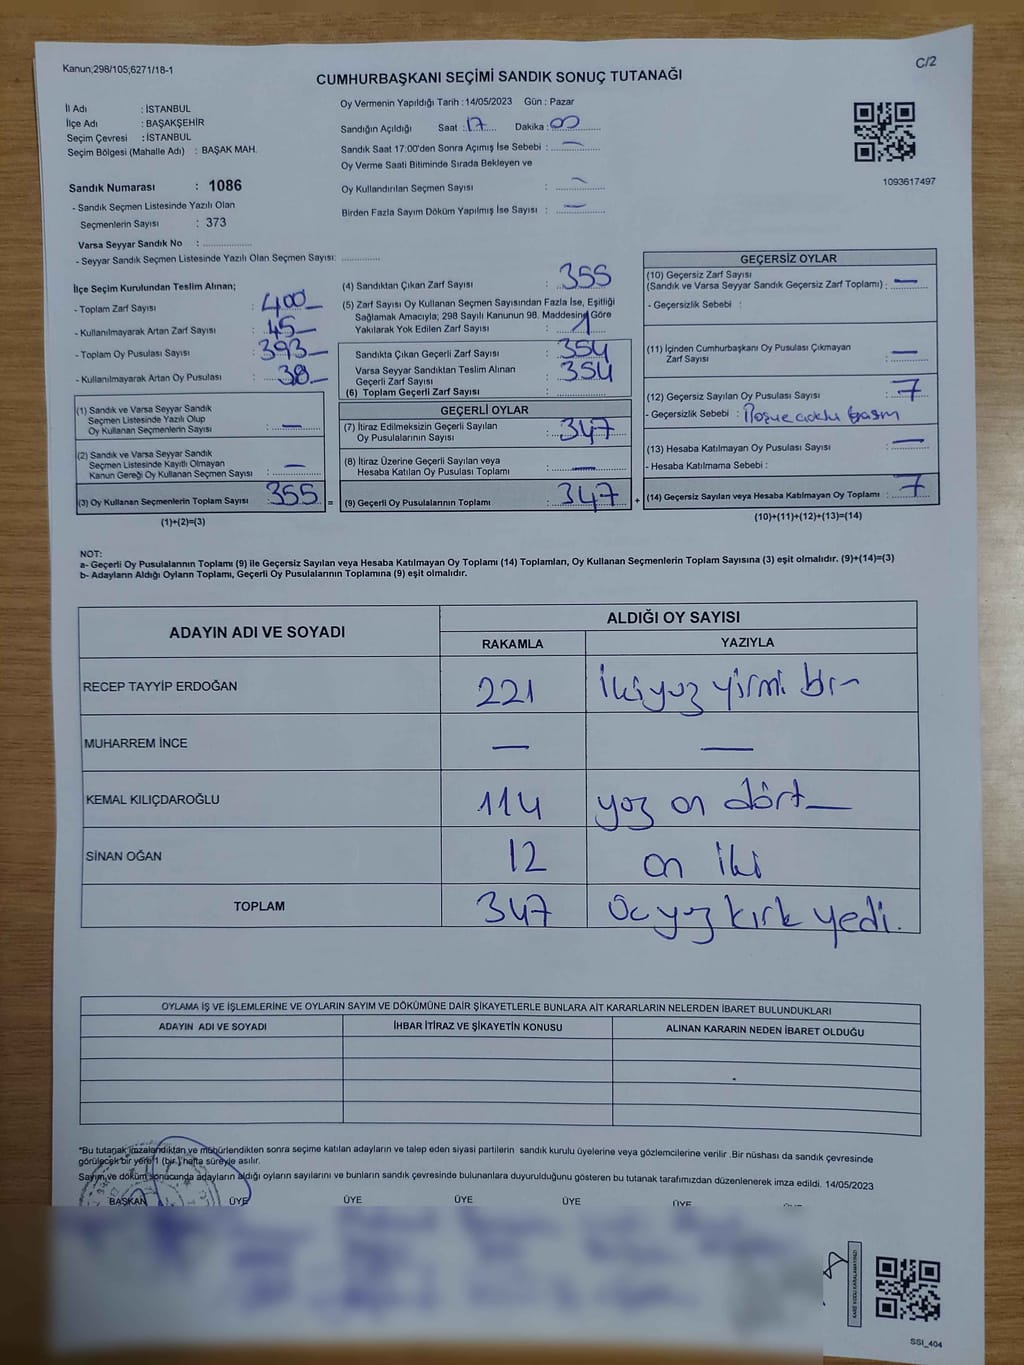 Kanun;298/105;6271/18-1
C/2
CUMHURBAŞKANI SEÇİMİ SANDIK SONUÇ TUTANAĞI
İl Adı : İSTANBUL
İlçe Adı : BAŞAKŞEHİR
Seçim Çevresi : İSTANBUL
Seçim Bölgesi (Mahalle Adı) : BAŞAK MAH.
Sandık Numarası : 1086
- Sandık Seçmen Listesinde Yazılı Olan
Seçmenlerin Sayısı : 373
Varsa Seyyar Sandık No : ..............
- Seyyar Sandık Seçmen Listesinde Yazılı Olan Seçmen Sayısı: ............
Oy Vermenin Yapıldığı Tarih : 14/05/2023 Gün : Pazar
Sandığın Açıldığı Saat : 17 Dakika : 00
Sandık Saat 17:00'den Sonra Açımış İse Sebebi : —
Oy Verme Saati Bitiminde Sırada Bekleyen ve
Oy Kullandırılan Seçmen Sayısı : —
Birden Fazla Sayım Döküm Yapılmış İse Sayısı : —
1093617497
İlçe Seçim Kurulundan Teslim Alınan;
- Toplam Zarf Sayısı : 400—
- Kullanılmayarak Artan Zarf Sayısı : 45—
- Toplam Oy Pusulası Sayısı : 393—
- Kullanılmayarak Artan Oy Pusulası : 38—
(1) Sandık ve Varsa Seyyar Sandık
Seçmen Listesinde Yazılı Olup
Oy Kullanan Seçmenlerin Sayısı : —
(2) Sandık ve Varsa Seyyar Sandık
Seçmen Listesinde Kayıtlı Olmayan
Kanun Gereği Oy Kullanan Seçmen Sayısı : —
(3) Oy Kullanan Seçmenlerin Toplam Sayısı : 355 =
(1)+(2)=(3)
(4) Sandıktan Çıkan Zarf Sayısı : 355
(5) Zarf Sayısı Oy Kullanan Seçmen Sayısından Fazla İse, Eşitliği
Sağlamak Amacıyla; 298 Sayılı Kanunun 98. Maddesine Göre
Yakılarak Yok Edilen Zarf Sayısı : 1
Sandıkta Çıkan Geçerli Zarf Sayısı : 354
Varsa Seyyar Sandıktan Teslim Alınan
Geçerli Zarf Sayısı : 354
(6) Toplam Geçerli Zarf Sayısı : ..............
GEÇERLİ OYLAR
(7) İtiraz Edilmeksizin Geçerli Sayılan
Oy Pusulalarının Sayısı : 347
(8) İtiraz Üzerine Geçerli Sayılan veya
Hesaba Katılan Oy Pusulası Toplamı : —
(9) Geçerli Oy Pusulalarının Toplamı : 347 +
GEÇERSİZ OYLAR
(10) Geçersiz Zarf Sayısı
(Sandık ve Varsa Seyyar Sandık Geçersiz Zarf Toplamı) : —
- Geçersizlik Sebebi :
(11) İçinden Cumhurbaşkanı Oy Pusulası Çıkmayan
Zarf Sayısı : —
(12) Geçersiz Sayılan Oy Pusulası Sayısı : 7
- Geçersizlik Sebebi :
(13) Hesaba Katılmayan Oy Pusulası Sayısı : —
- Hesaba Katılmama Sebebi :
(14) Geçersiz Sayılan veya Hesaba Katılmayan Oy Toplamı : 7
(10)+(11)+(12)+(13)=(14)
NOT:
a- Geçerli Oy Pusulalarının Toplamı (9) ile Geçersiz Sayılan veya Hesaba Katılmayan Oy Toplamı (14) Toplamları, Oy Kullanan Seçmenlerin Toplam Sayısına (3) eşit olmalıdır. (9)+(14)=(3)
b- Adayların Aldığı Oyların Toplamı, Geçerli Oy Pusulalarının Toplamına (9) eşit olmalıdır.
ADAYIN ADI VE SOYADI ALDIĞI OY SAYISI
RAKAMLA YAZIYLA
RECEP TAYYİP ERDOĞAN 221 İkiyuz yirmi bir
MUHARREM İNCE — —
KEMAL KILIÇDAROĞLU 114 yüz on dört—
SİNAN OĞAN 12 on iki
TOPLAM 347 üc yüz kırk yedi.
OYLAMA İŞ VE İŞLEMLERİNE VE OYLARIN SAYIM VE DÖKÜMÜNE DAİR ŞİKAYETLERLE BUNLARA AİT KARARLARIN NELERDEN İBARET BULUNDUKLARI
ADAYIN ADI VE SOYADI İHBAR İTİRAZ VE ŞİKAYETİN KONUSU ALINAN KARARIN NEDEN İBARET OLDUĞU
*Bu tutanak imzalandıktan ve mühürlendikten sonra seçime katılan adayların ve talep eden siyasi partilerin sandık kurulu üyelerine veya gözlemcilerine verilir .Bir nüshası da sandık çevresinde
görülecek bir yere 1 (bir ) hafta süreyle asılır.
Sayım ve döküm sonucunda adayların aldığı oyların sayılarını ve bunların sandık çevresinde bulunanlara duyurulduğunu gösteren bu tutanak tarafımızdan düzenlenerek imza edildi. 14/05/2023
BAŞKAN ÜYE ÜYE ÜYE ÜYE ÜYE
SSI_404